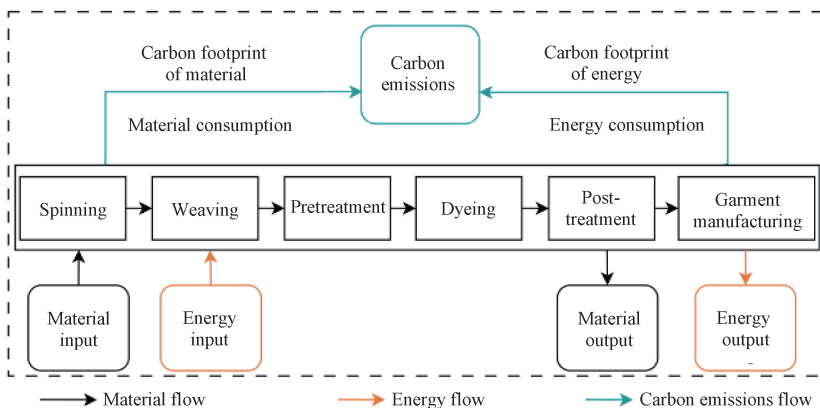 Carbon footprint
of material
Carbon
emissions
Carbon footprint
of energy
Material consumption
Energy consumption
Spinning
Weaving
Pretreatment
Dyeing
Post-
treatment
Garment
manufacturing
Material
input
Energy
input
Material
output
Energy
output
Material flow
Energy flow
Carbon emissions flow